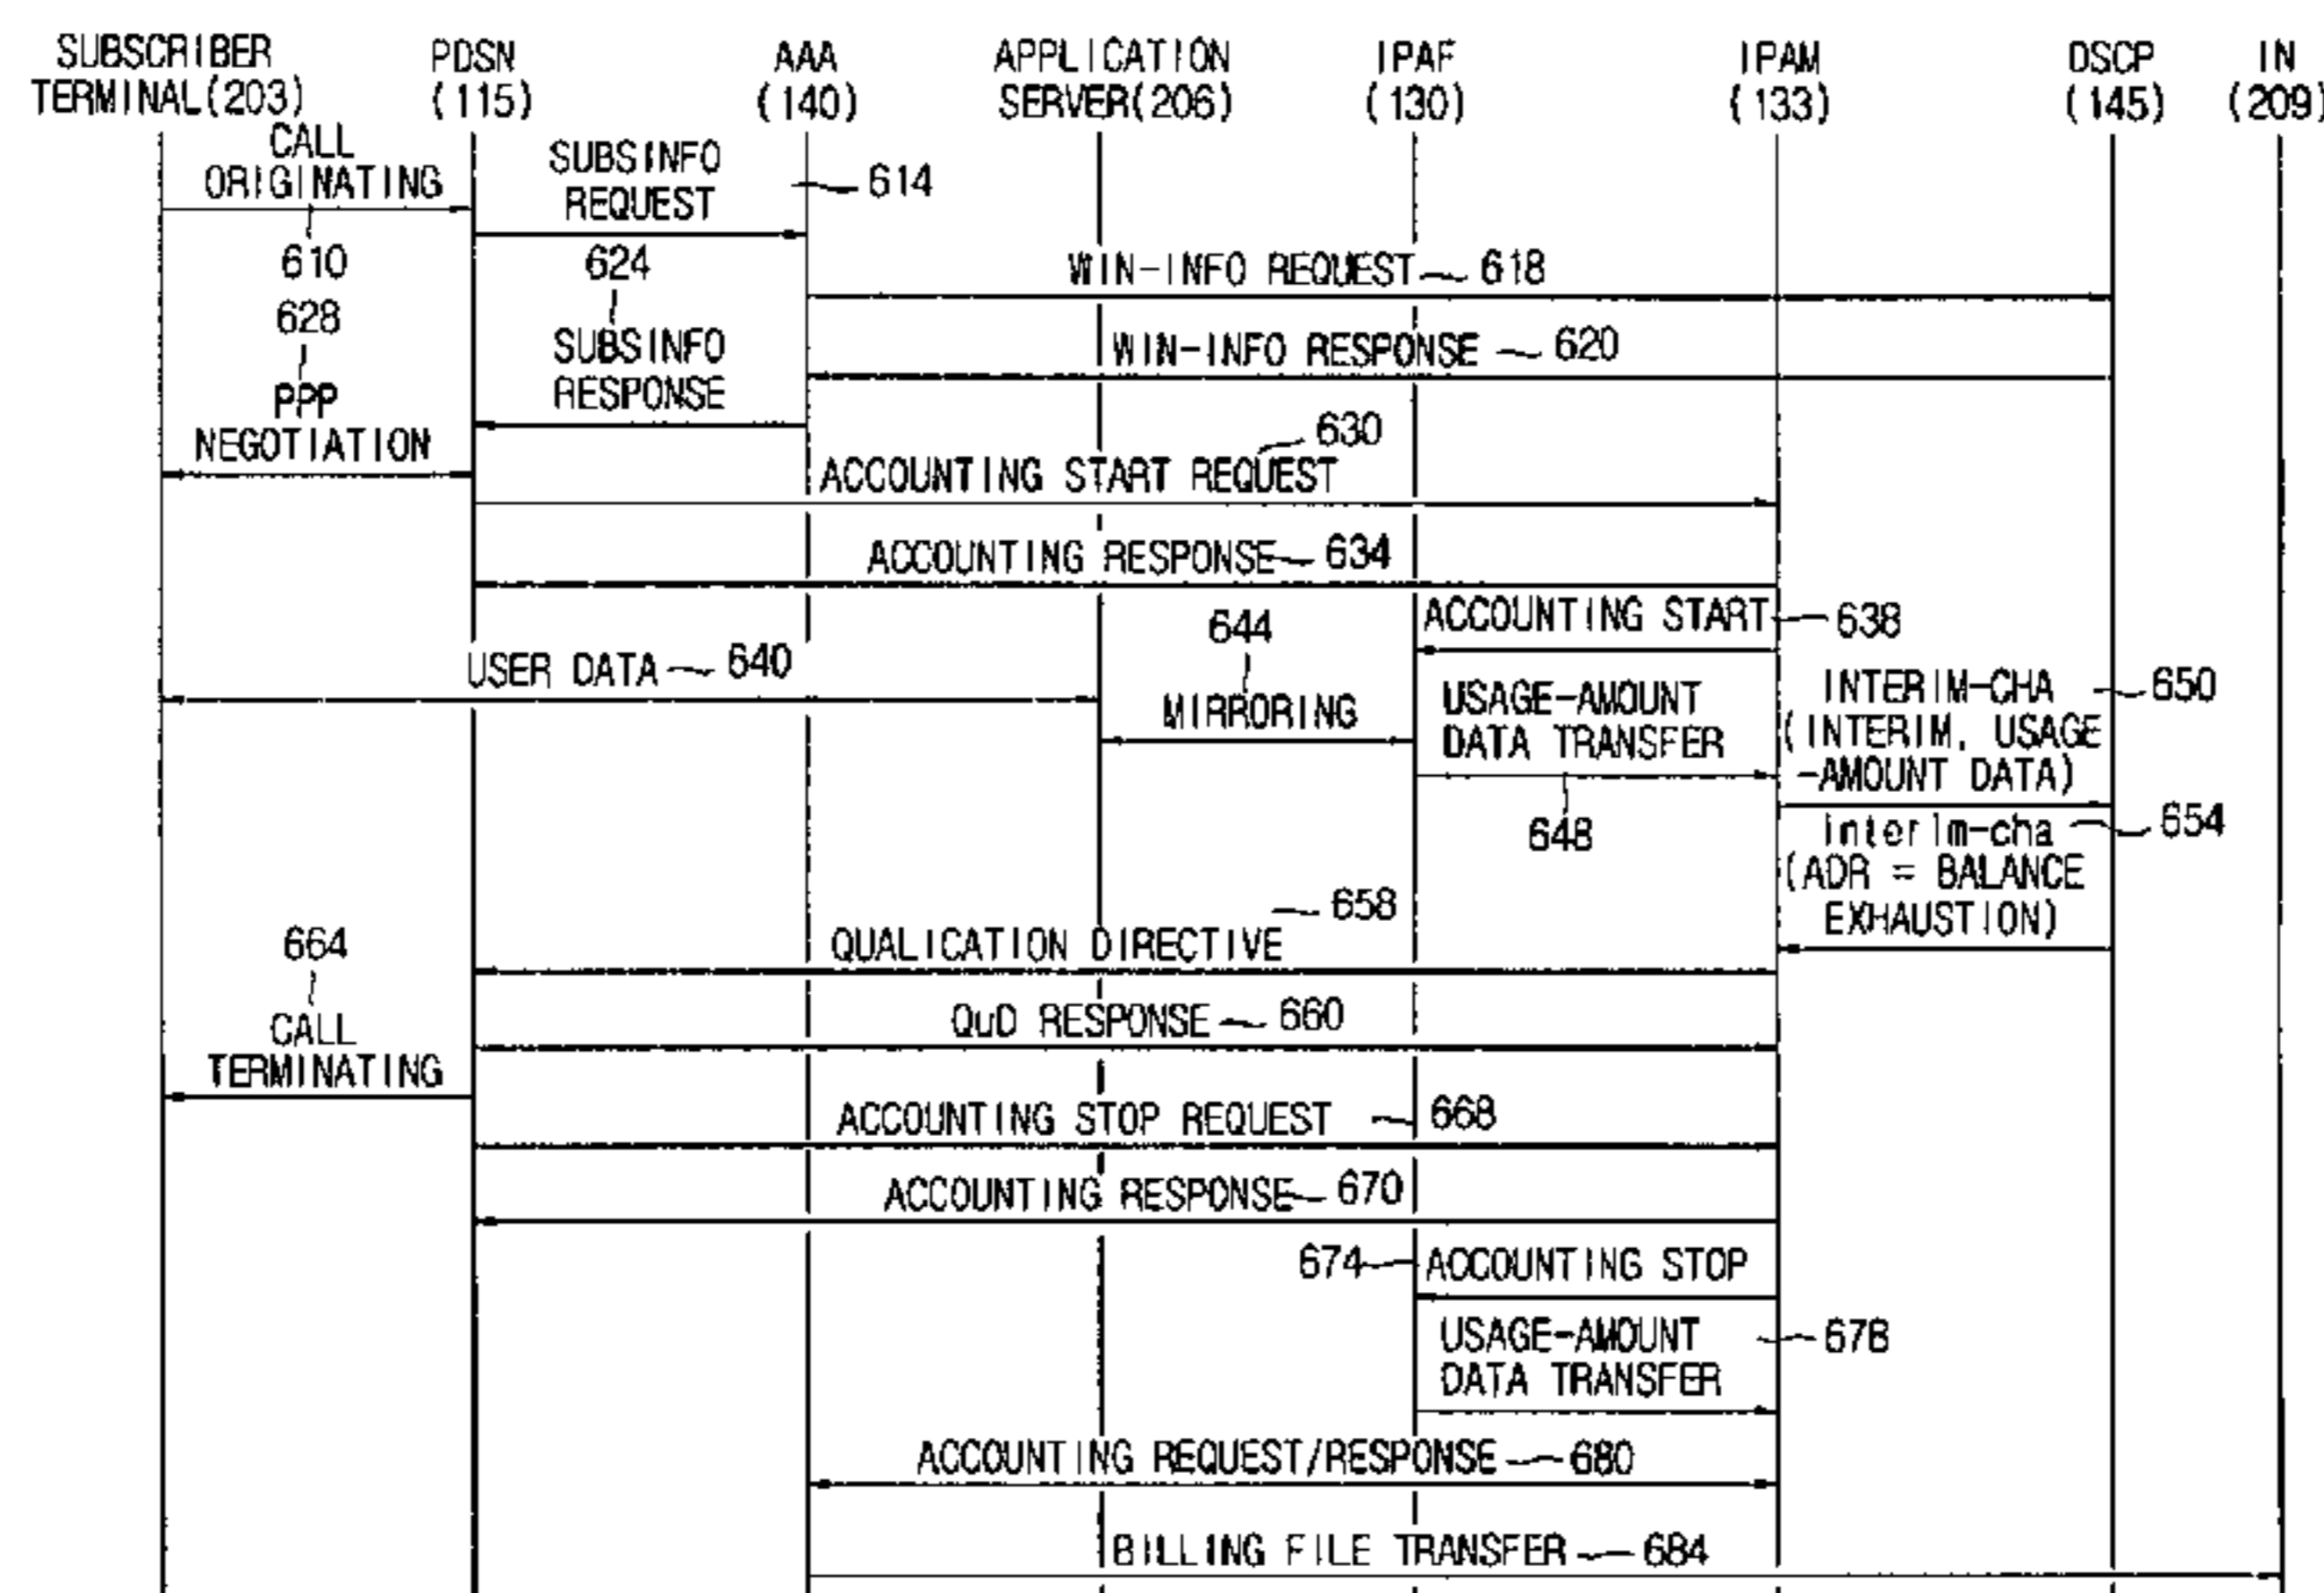 SUBSCRIBER
TERMINAL(203)
PDSN
(115)
AAA
(140)
APPLICATION
SERVER(206)
IPAF
(130)
IPAM
(133)
DSCP
(145)
IN
(209)
CALL
ORIGINATING
610
SUBSINFO
REQUEST
614
WIN-INFO REQUEST 618
WIN-INFO RESPONSE 620
624
SUBSINFO
RESPONSE
628
PPP
NEGOTIATION
630
ACCOUNTING START REQUEST
ACCOUNTING RESPONSE 634
ACCOUNTING START 638
USER DATA 640
644
MIRRORING
USAGE-AMOUNT
DATA TRANSFER
648
INTERIM-CHA 650
(INTERIM, USAGE
-AMOUNT DATA)
interim-cha 654
(ADR = BALANCE
EXHAUSTION)
658
QUALICATION DIRECTIVE
QuD RESPONSE 660
664
CALL
TERMINATING
ACCOUNTING STOP REQUEST 668
ACCOUNTING RESPONSE 670
674 ACCOUNTING STOP
USAGE-AMOUNT 678
DATA TRANSFER
ACCOUNTING REQUEST/RESPONSE 680
BILLING FILE TRANSFER 684